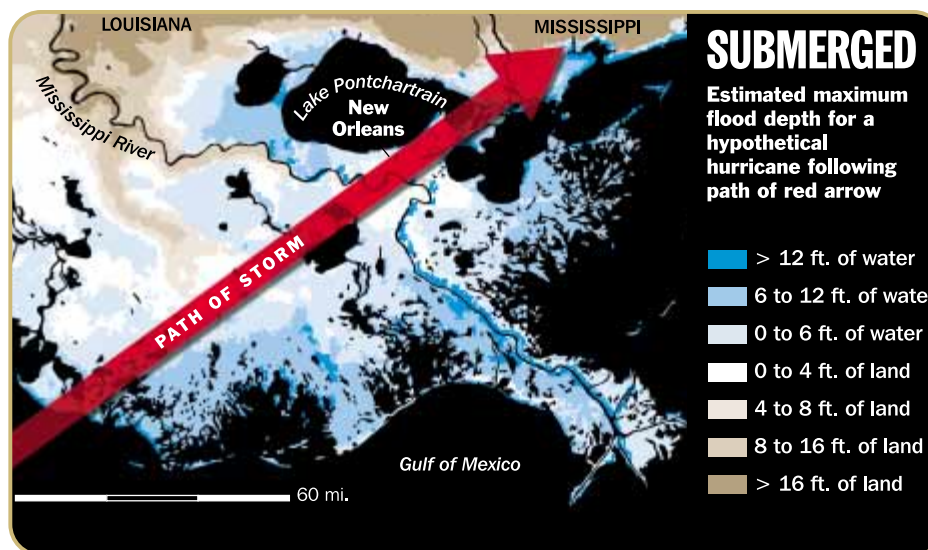 LOUISIANA
MISSISSIPPI
Mississippi River
Lake Pontchartrain
New
Orleans
PATH OF STORM
Gulf of Mexico
60 mi.
SUBMERGED
Estimated maximum
flood depth for a
hypothetical
hurricane following
path of red arrow
> 12 ft. of water
6 to 12 ft. of wate
0 to 6 ft. of water
0 to 4 ft. of land
4 to 8 ft. of land
8 to 16 ft. of land
> 16 ft. of land